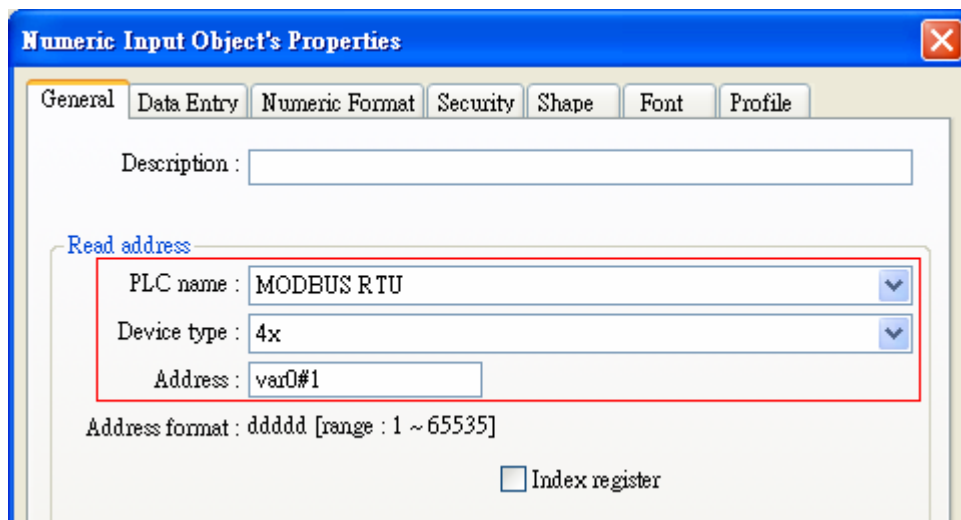 Numeric Input Object's Properties
General Data Entry Numeric Format Security Shape Font Profile
Description :
Read address
PLC name : MODBUS RTU
Device type : 4x
Address : var0#1
Address format : ddddd [range : 1 ~ 65535]
Index register